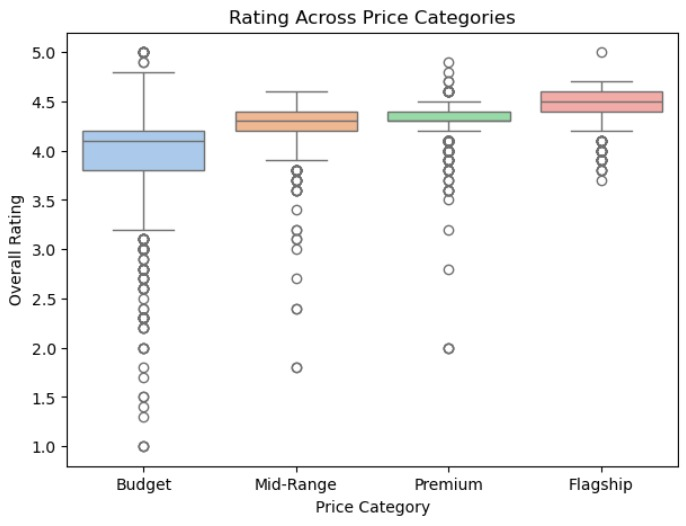 Rating Across Price Categories
Overall Rating
5.0
4.5
4.0
3.5
3.0
2.5
2.0
1.5
1.0
Budget
Mid-Range
Premium
Flagship
Price Category